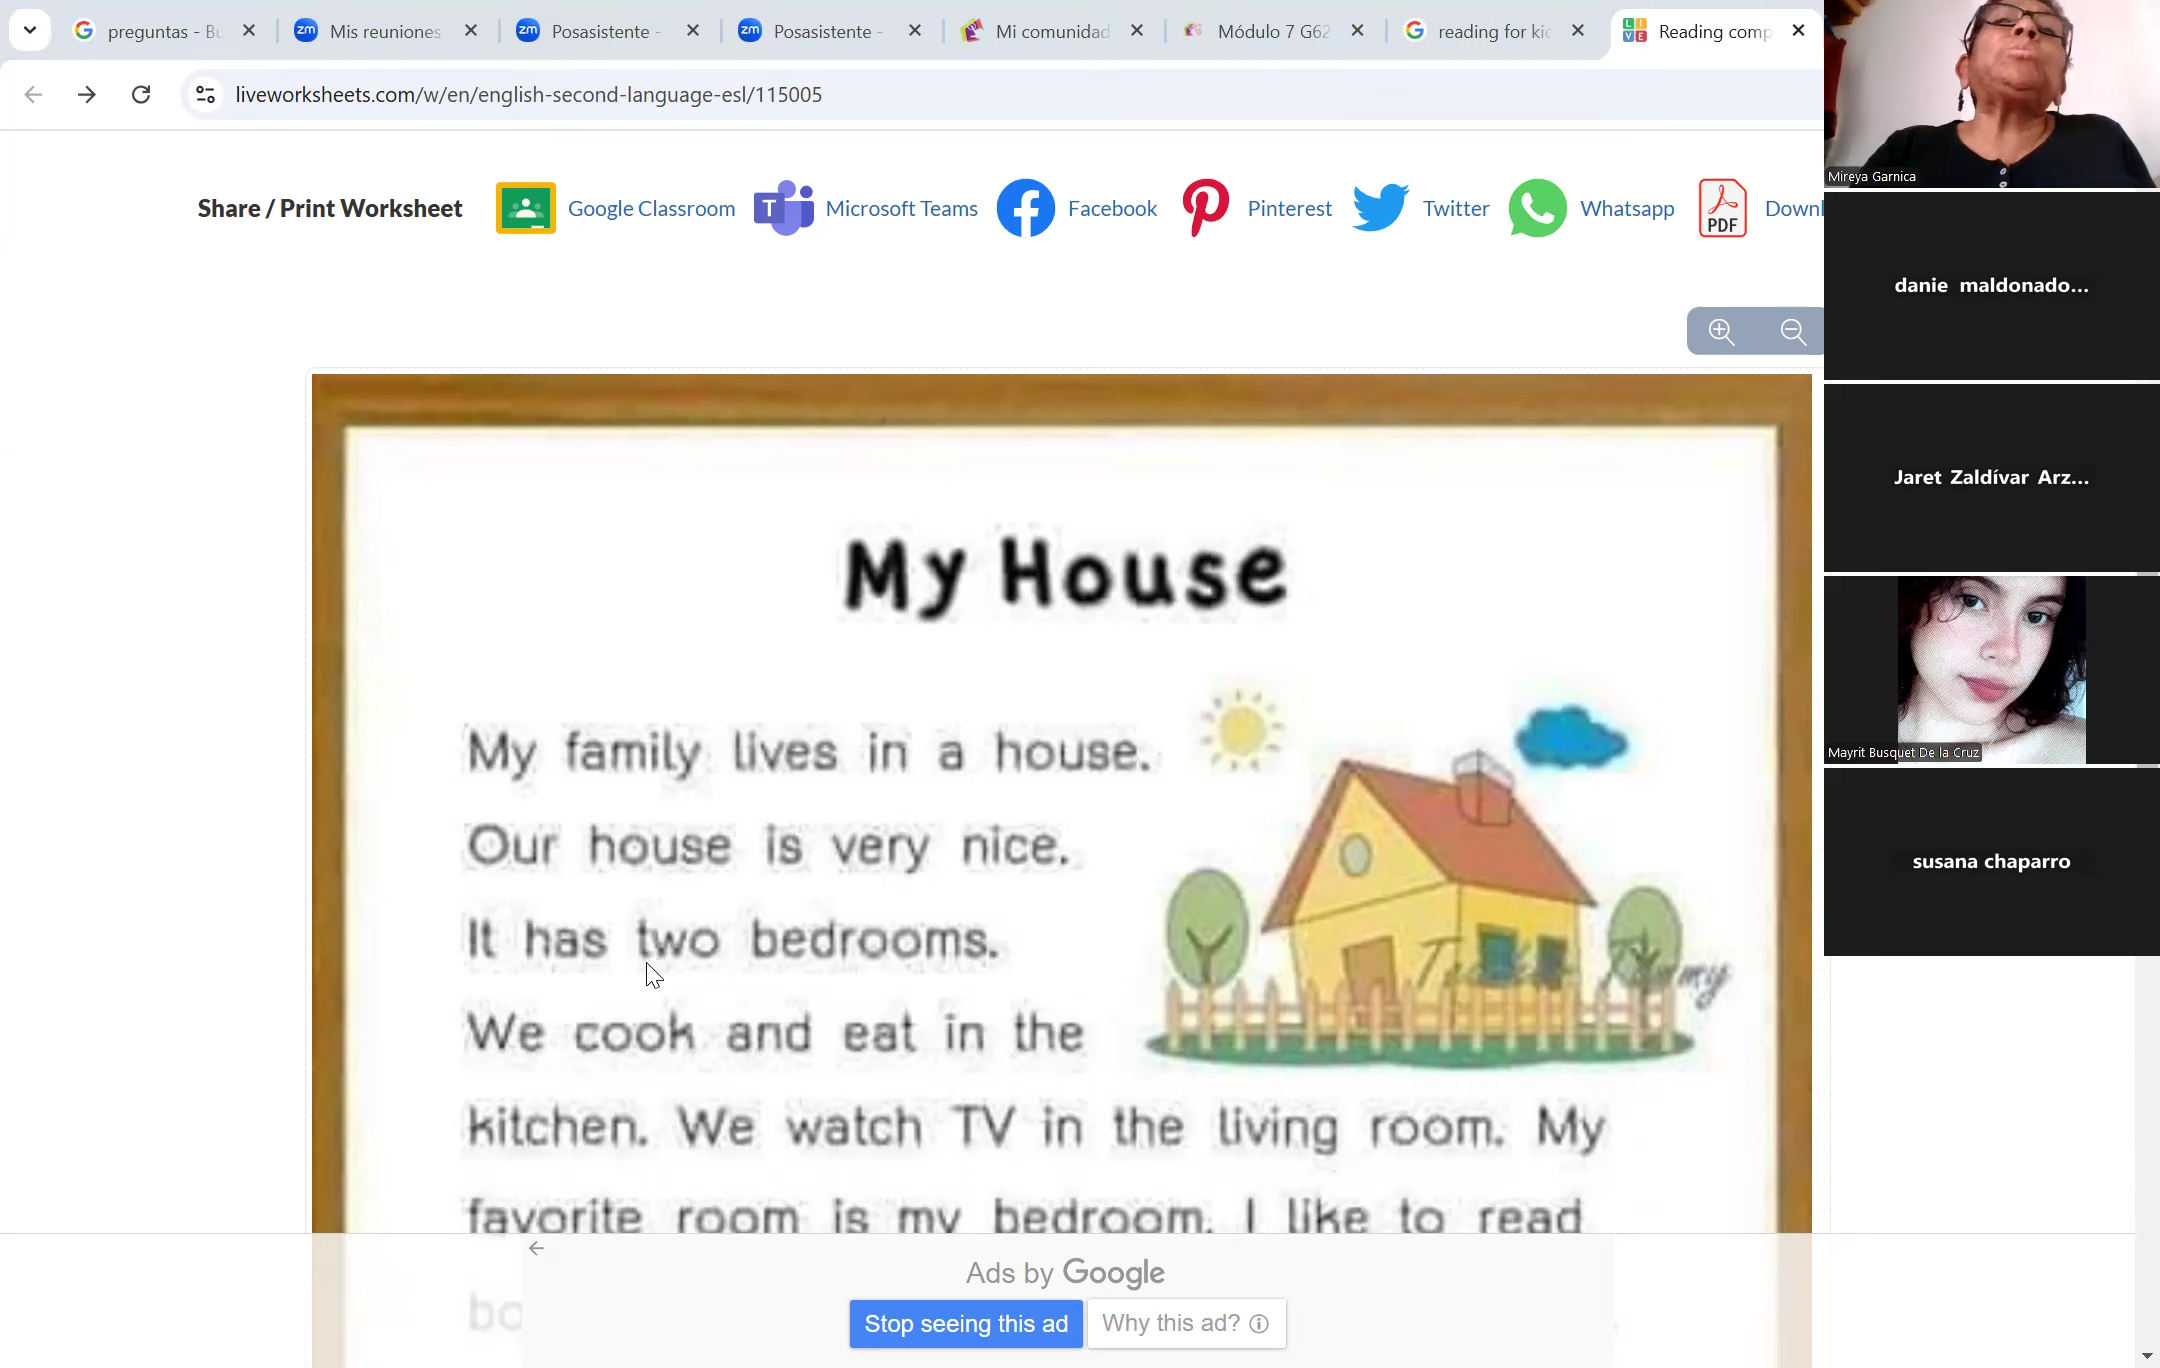 preguntas - Bu
Mis reuniones
Posasistente -
Posasistente -
Mi comunidad
Módulo 7 G62
reading for kid
Reading comp
liveworksheets.com/w/en/english-second-language-esl/115005
Share / Print Worksheet
Google Classroom
Microsoft Teams
Facebook
Pinterest
Twitter
Whatsapp
PDF
Downl
My House
My family lives in a house.
Our house is very nice.
It has two bedrooms.
We cook and eat in the
kitchen. We watch TV in the living room. My
favorite room is my bedroom. I like to read
bo
Ads by Google
Stop seeing this ad
Why this ad?
Mireya Garnica
danie maldonado...
Jaret Zaldívar Arz...
Mayrit Busquet De la Cruz
susana chaparro